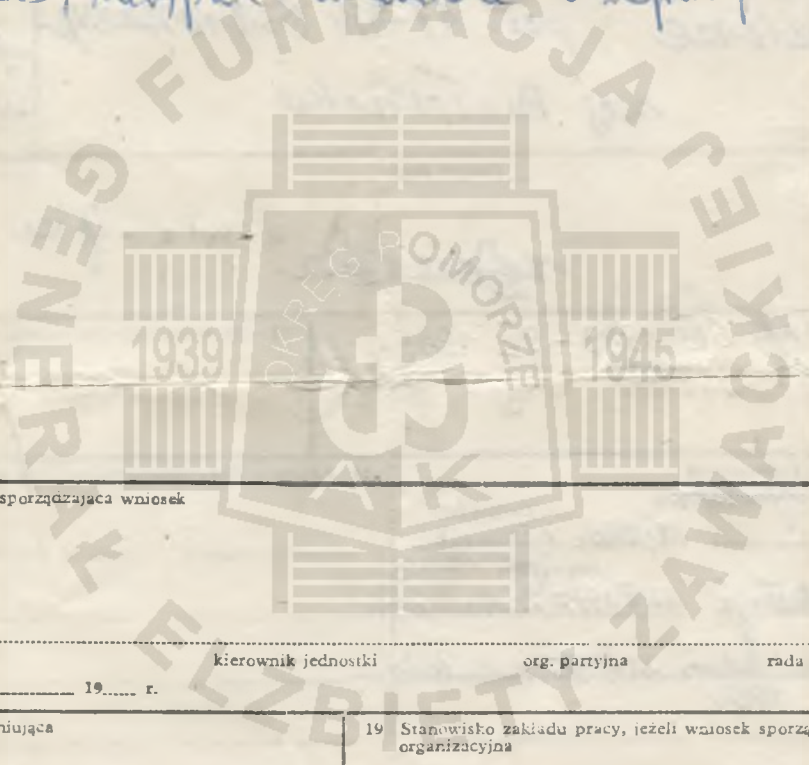 sporządzająca wniosek
kierownik jednostki org. partyjna rada
19 r.
niująca
19 Stanowisko zakładu pracy, jeżeli wniosek sporzą
organizacyjna
FUNDACJA GENERAŁ ELŻBIETY ZAWACKIEJ
OKRĘG POMORZE
1939 1945
AK